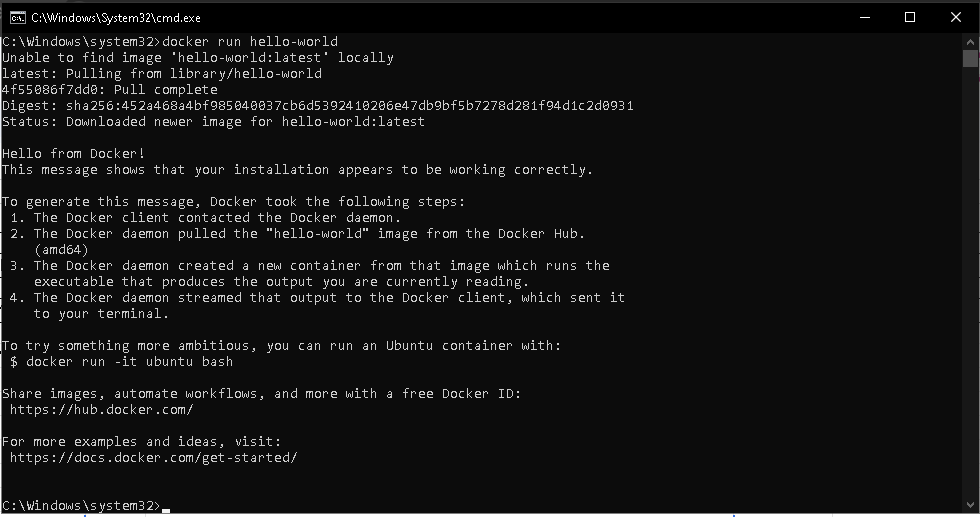 C:\Windows\System32\cmd.exe
C:\Windows\system32>docker run hello-world
Unable to find image 'hello-world:latest' locally
latest: Pulling from library/hello-world
4f55086f7dd0: Pull complete
Digest: sha256:452a468a4bf985040037cb6d5392410206e47db9bf5b7278d281f94d1c2d0931
Status: Downloaded newer image for hello-world:latest
Hello from Docker!
This message shows that your installation appears to be working correctly.
To generate this message, Docker took the following steps:
1. The Docker client contacted the Docker daemon.
2. The Docker daemon pulled the "hello-world" image from the Docker Hub.
(amd64)
3. The Docker daemon created a new container from that image which runs the
executable that produces the output you are currently reading.
4. The Docker daemon streamed that output to the Docker client, which sent it
to your terminal.
To try something more ambitious, you can run an Ubuntu container with:
$ docker run -it ubuntu bash
Share images, automate workflows, and more with a free Docker ID:
https://hub.docker.com/
For more examples and ideas, visit:
https://docs.docker.com/get-started/
C:\Windows\system32>